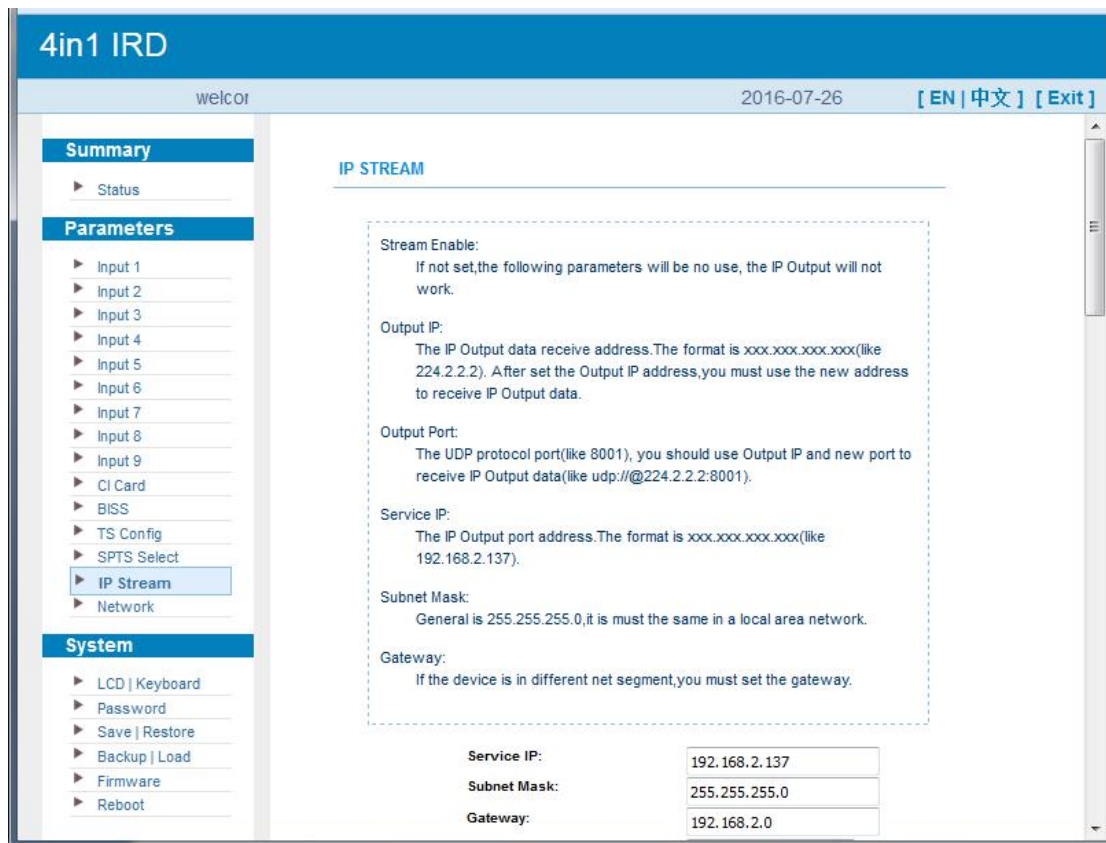 4in1 IRD
welcor
2016-07-26
[ EN | 中文 ] [ Exit ]
Summary
Status
Parameters
Input 1
Input 2
Input 3
Input 4
Input 5
Input 6
Input 7
Input 8
Input 9
CI Card
BISS
TS Config
SPTS Select
IP Stream
Network
System
LCD | Keyboard
Password
Save | Restore
Backup | Load
Firmware
Reboot
IP STREAM
Stream Enable:
If not set,the following parameters will be no use, the IP Output will not
work.
Output IP:
The IP Output data receive address.The format is xxx.xxx.xxx.xxx(like
224.2.2.2). After set the Output IP address,you must use the new address
to receive IP Output data.
Output Port:
The UDP protocol port(like 8001), you should use Output IP and new port to
receive IP Output data(like udp://@224.2.2.2:8001).
Service IP:
The IP Output port address.The format is xxx.xxx.xxx.xxx(like
192.168.2.137).
Subnet Mask:
General is 255.255.255.0,it is must the same in a local area network.
Gateway:
If the device is in different net segment,you must set the gateway.
Service IP: 192.168.2.137
Subnet Mask: 255.255.255.0
Gateway: 192.168.2.0